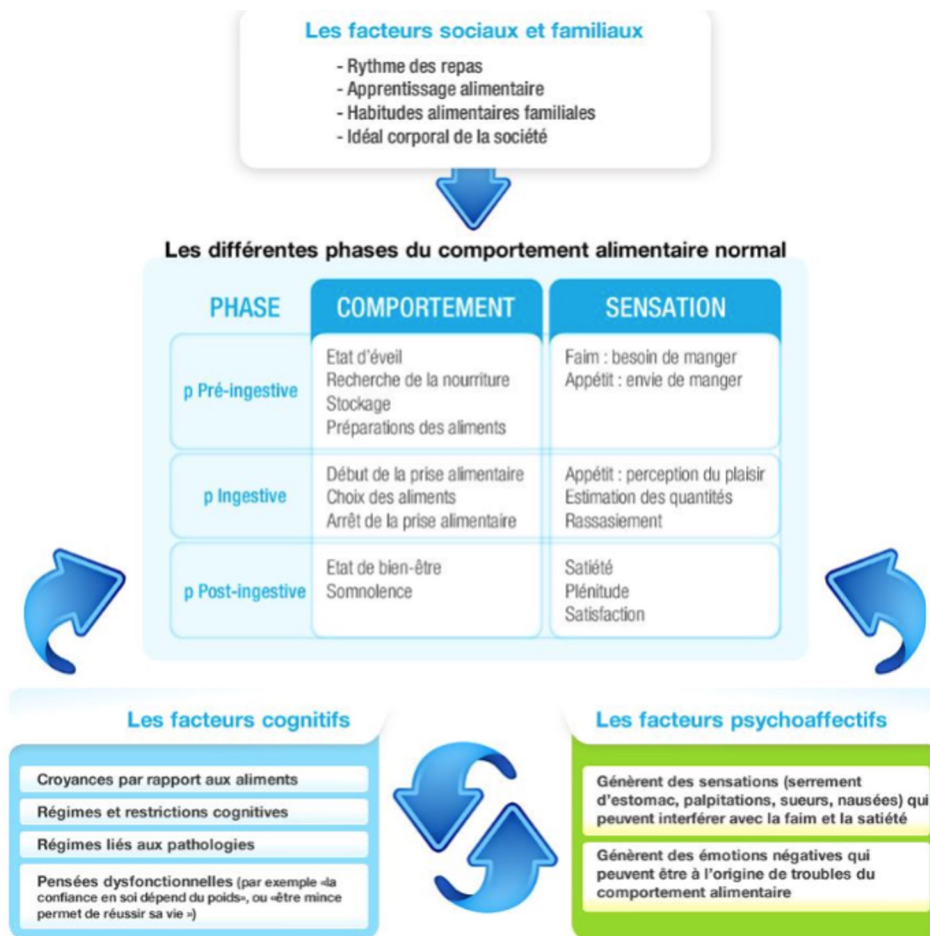 Les facteurs sociaux et familiaux
- Rythme des repas
- Apprentissage alimentaire
- Habitudes alimentaires familiales
- Idéal corporal de la société
Les différentes phases du comportement alimentaire normal
PHASE COMPORTEMENT SENSATION
p Pré-ingestive
Etat d'éveil
Recherche de la nourriture
Stockage
Préparations des aliments
Faim : besoin de manger
Appétit : envie de manger
p Ingestive
Début de la prise alimentaire
Choix des aliments
Arrêt de la prise alimentaire
Appétit : perception du plaisir
Estimation des quantités
Rassasiement
p Post-ingestive
Etat de bien-être
Somnolence
Satiété
Plénitude
Satisfaction
Les facteurs cognitifs
Croyances par rapport aux aliments
Régimes et restrictions cognitives
Régimes liés aux pathologies
Pensées dysfonctionnelles (par exemple «la
confiance en soi dépend du poids», ou «être mince
permet de réussir sa vie »)
Les facteurs psychoaffectifs
Génèrent des sensations (serrement
d'estomac, palpitations, sueurs, nausées) qui
peuvent interférer avec la faim et la satiété
Génèrent des émotions négatives qui
peuvent être à l'origine de troubles du
comportement alimentaire